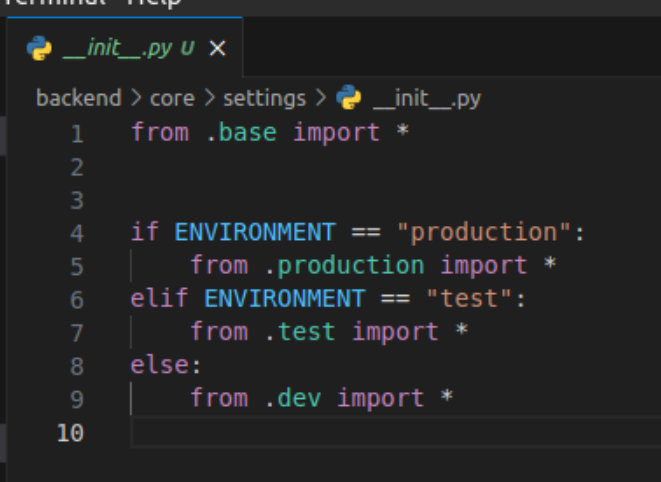 Terminal Help
__init__.py U ×
backend > core > settings > __init__.py
1 from .base import *
2
3
4 if ENVIRONMENT == "production":
5     from .production import *
6 elif ENVIRONMENT == "test":
7     from .test import *
8 else:
9     from .dev import *
10